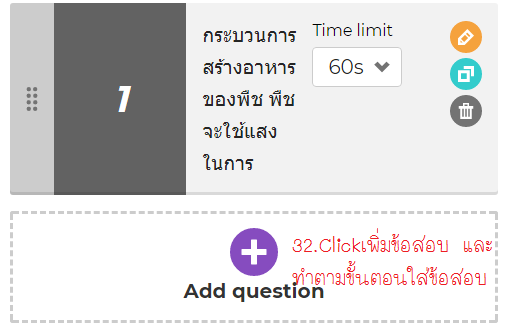 1
กระบวนการ
สร้างอาหาร
ของพืช พืช
จะใช้แสง
ในการ
Time limit
60s
32.Clickเพิ่มข้อสอบ และ
ทำตามขั้นตอนใส่ข้อสอบ
Add question